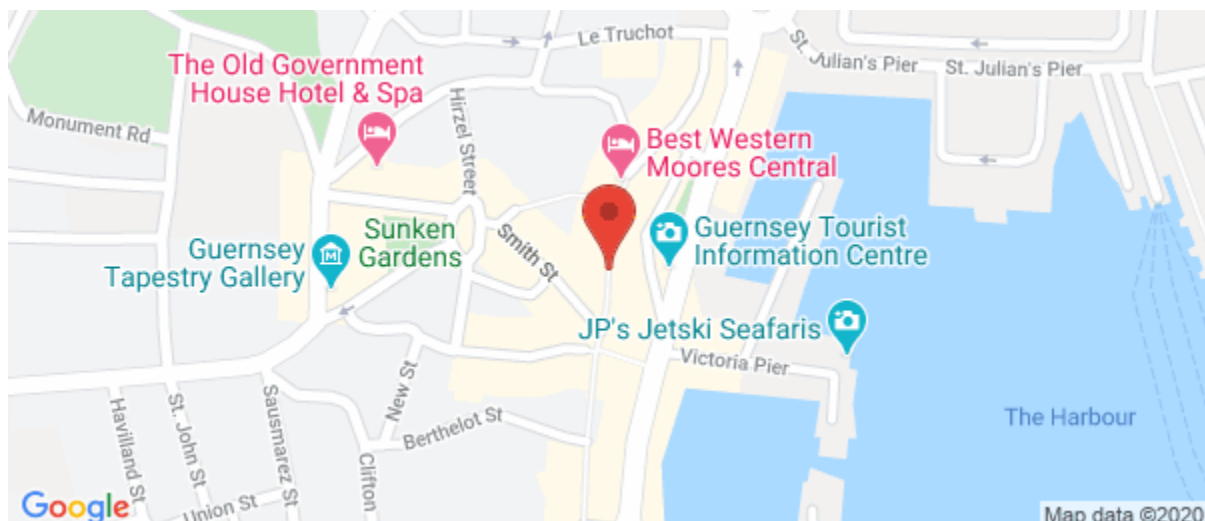 Le Truchot
St. Julian's Pier
St. Julian's Pier
The Old Government
House Hotel & Spa
Monument Rd
Hirzel Street
Best Western
Moores Central
Sunken
Gardens
Smith St
Guernsey
Tapestry Gallery
Guernsey Tourist
Information Centre
JP's Jetski Seafaris
Victoria Pier
New St
Berthelot St
The Harbour
Havilland St
St. John St
Sausmarez St
Clifton
Union St
Google
Map data ©2020